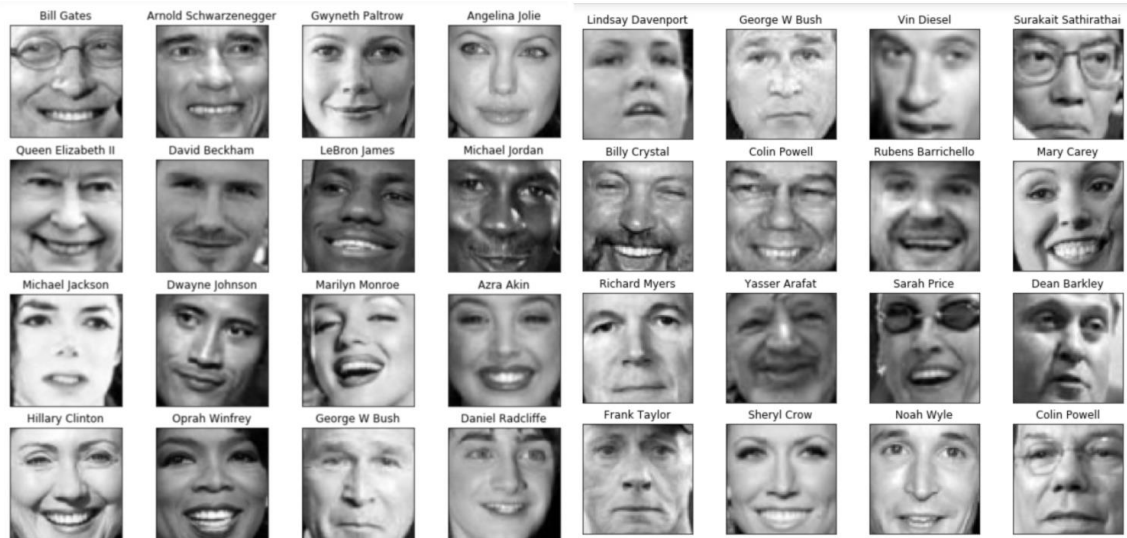 Bill Gates Arnold Schwarzenegger Gwyneth Paltrow Angelina Jolie Lindsay Davenport George W Bush Vin Diesel Surakait Sathirathai
Queen Elizabeth II David Beckham LeBron James Michael Jordan Billy Crystal Colin Powell Rubens Barrichello Mary Carey
Michael Jackson Dwayne Johnson Marilyn Monroe Azra Akin Richard Myers Yasser Arafat Sarah Price Dean Barkley
Hillary Clinton Oprah Winfrey George W Bush Daniel Radcliffe Frank Taylor Sheryl Crow Noah Wyle Colin Powell